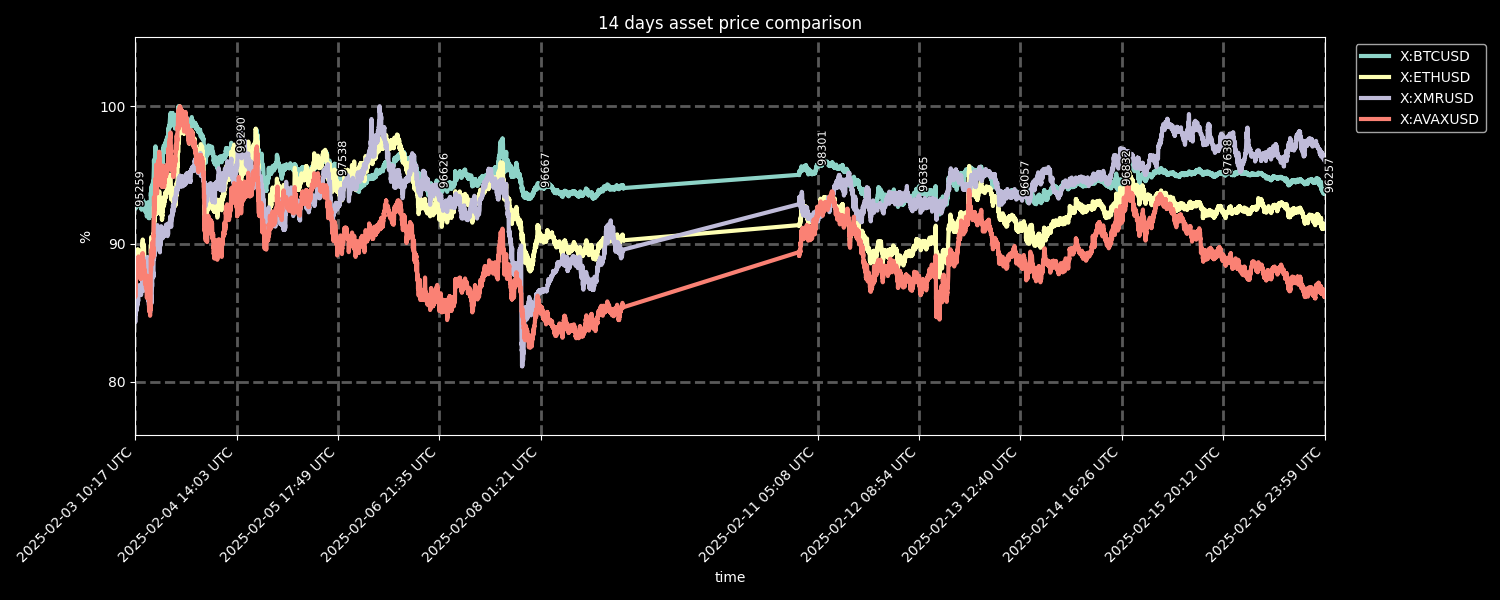 14 days asset price comparison
X:BTCUSD
X:ETHUSD
X:XMRUSD
X:AVAXUSD
100
90
80
%
95259
99290
97538
96626
96667
98301
96365
96057
96832
97638
96257
2025-02-03 10:17 UTC
2025-02-04 14:03 UTC
2025-02-05 17:49 UTC
2025-02-06 21:35 UTC
2025-02-08 01:21 UTC
2025-02-11 05:08 UTC
2025-02-12 08:54 UTC
2025-02-13 12:40 UTC
2025-02-14 16:26 UTC
2025-02-15 20:12 UTC
2025-02-16 23:59 UTC
time